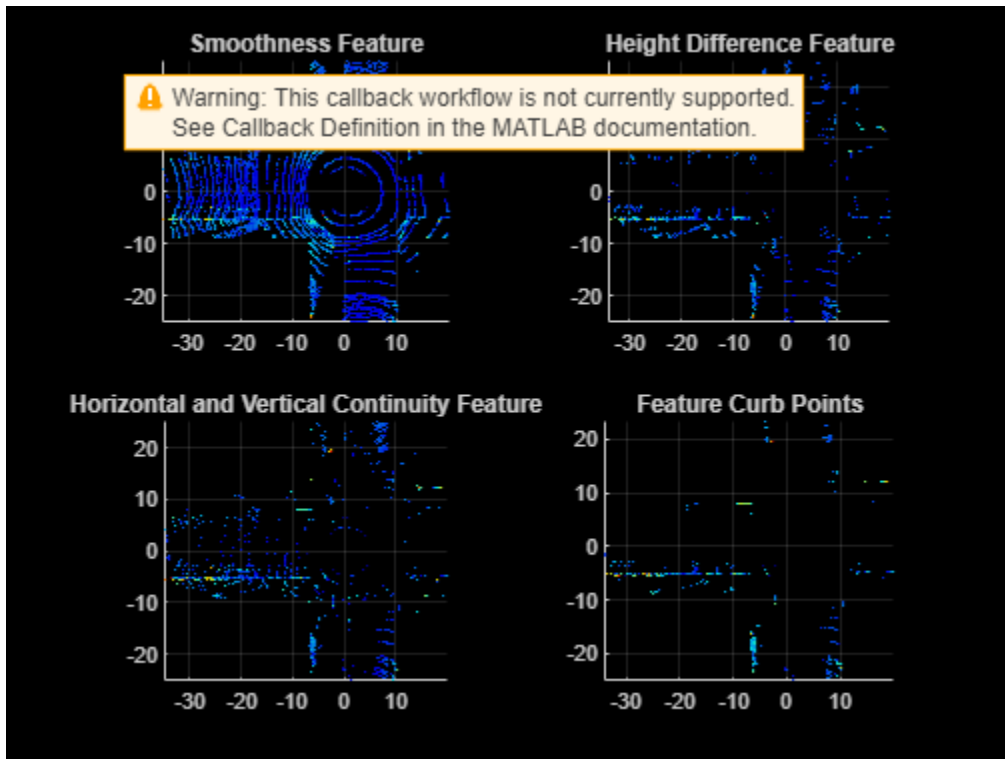 Smoothness Feature
Height Difference Feature
Warning: This callback workflow is not currently supported.
See Callback Definition in the MATLAB documentation.
0
-10
-20
-30 -20 -10 0 10
0
-10
-20
-30 -20 -10 0 10
Horizontal and Vertical Continuity Feature
20
10
0
-10
-20
-30 -20 -10 0 10
Feature Curb Points
20
10
0
-10
-20
-30 -20 -10 0 10